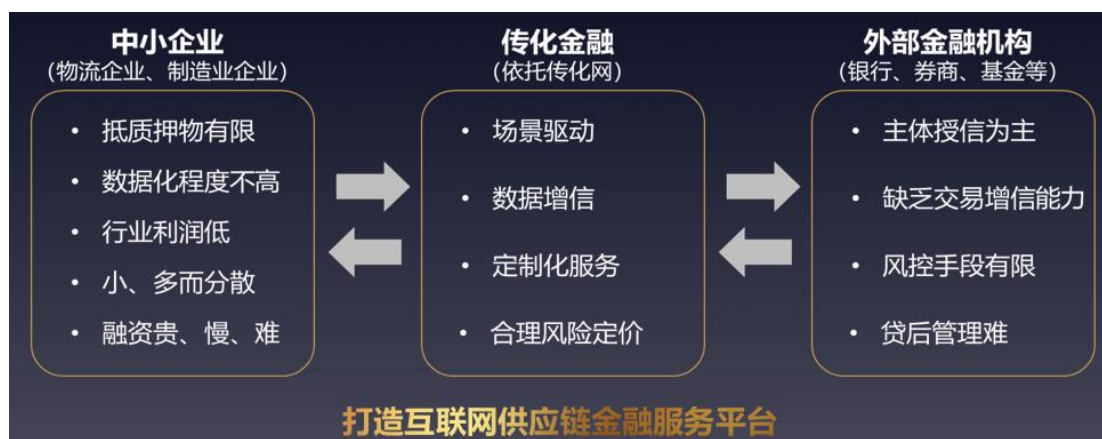 中小企业
(物流企业、制造业企业)
• 抵质押物有限
• 数据化程度不高
• 行业利润低
• 小、多而分散
• 融资贵、慢、难
传化金融
(依托传化网)
• 场景驱动
• 数据增信
• 定制化服务
• 合理风险定价
外部金融机构
(银行、券商、基金等)
• 主体授信为主
• 缺乏交易增信能力
• 风控手段有限
• 贷后管理难
打造互联网供应链金融服务平台